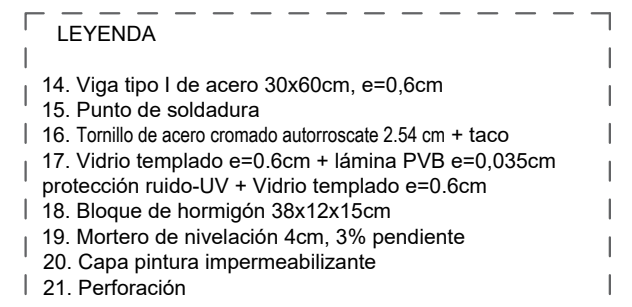 LEYENDA
14. Viga tipo I de acero 30x60cm, e=0,6cm
15. Punto de soldadura
16. Tornillo de acero cromado autorroscate 2.54 cm + taco
17. Vidrio templado e=0.6cm + lámina PVB e=0,035cm
protección ruido-UV + Vidrio templado e=0.6cm
18. Bloque de hormigón 38x12x15cm
19. Mortero de nivelación 4cm, 3% pendiente
20. Capa pintura impermeabilizante
21. Perforación